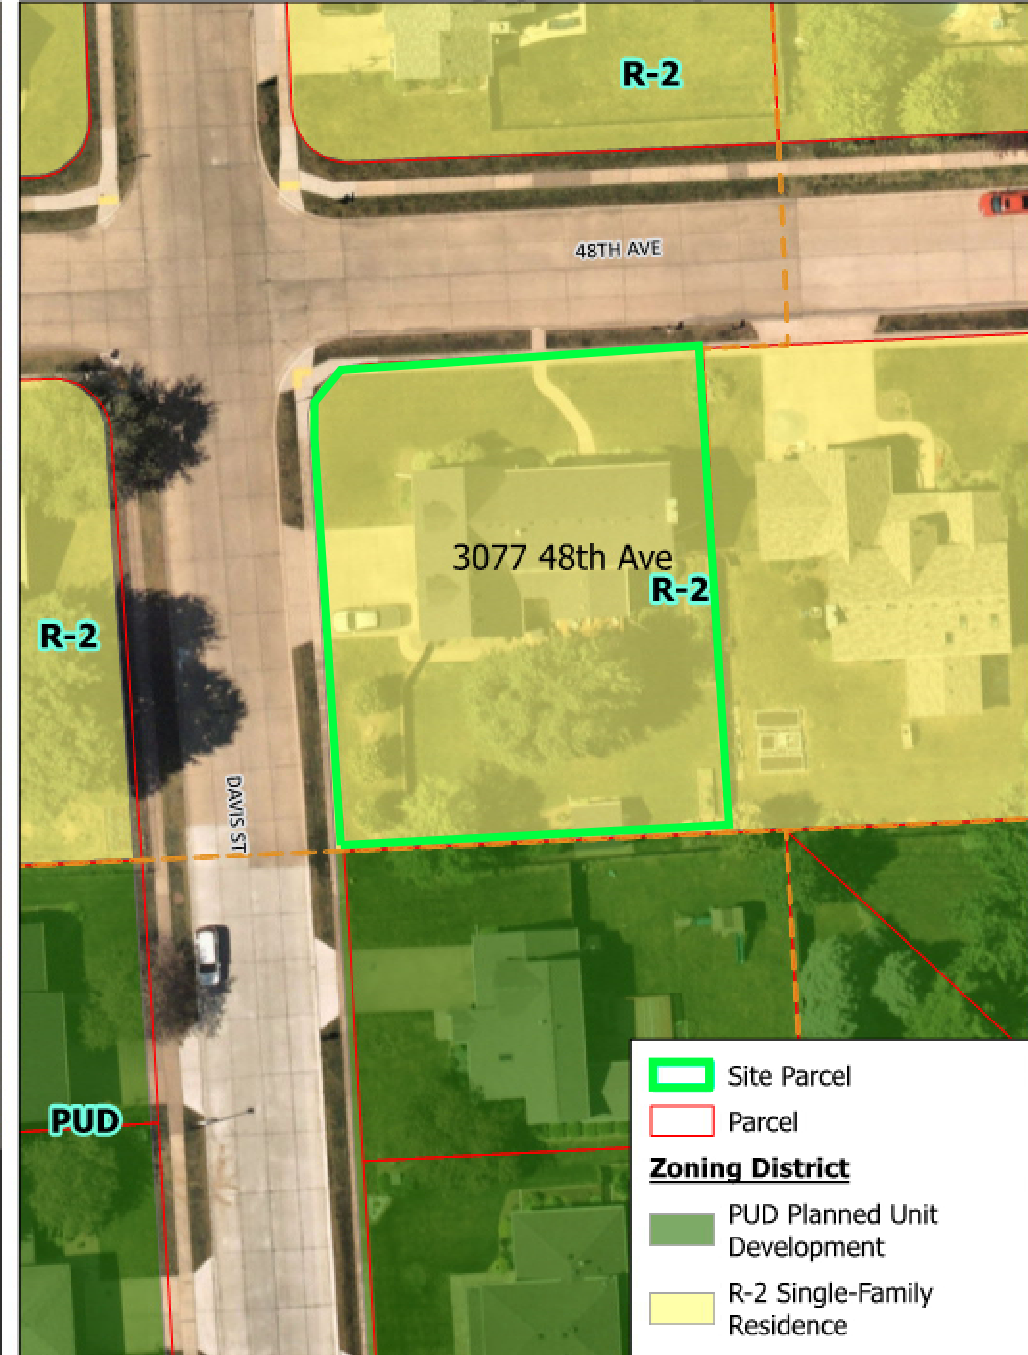 R-2
48TH AVE
3077 48th Ave
R-2
R-2
DAVIS ST
PUD
Site Parcel
Parcel
Zoning District
PUD Planned Unit
Development
R-2 Single-Family
Residence